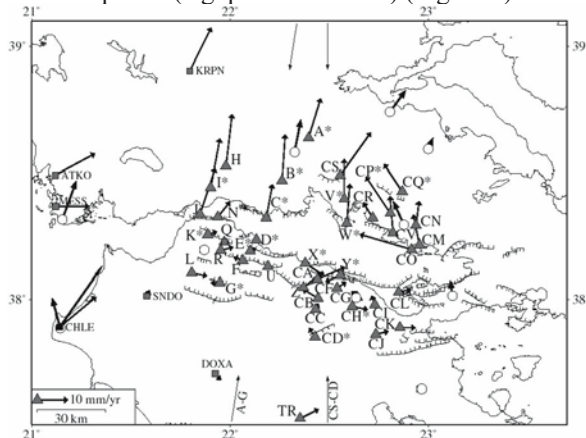 21° 22° 23°
39° 39°
KRPN
A*
H
CS
CP*
ATKO
I*
B*
V*
CR
CQ*
MESS
N*
C*
W*
CN
K*
Q
D*
CM
E*
CO
R
X*
L
F
U
CA
Y*
G*
CF
CG
CL
SNDO
CB
CH*
CI
CC
CK
CHLE
CD*
CJ
DOXA
A-G
CS-CD
10 mm/yr
30 km
TR
38° 38°
21° 22° 23°